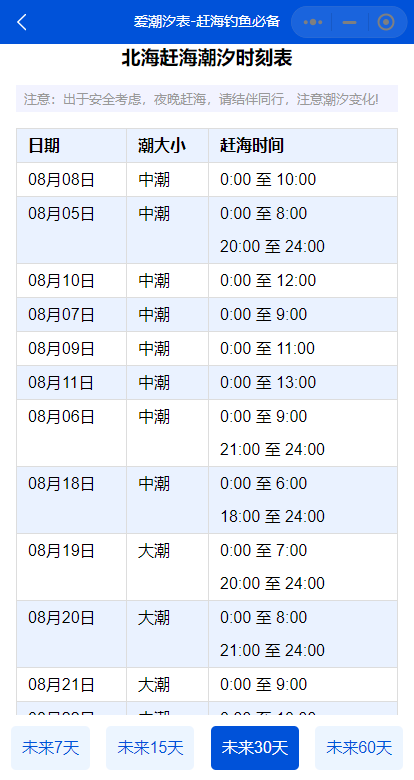 爱潮汐表-赶海钓鱼必备
北海赶海潮汐时刻表
注意：出于安全考虑，夜晚赶海，请结伴同行，注意潮汐变化!
日期 潮大小 赶海时间
08月08日 中潮 0:00 至 10:00
08月05日 中潮 0:00 至 8:00
20:00 至 24:00
08月10日 中潮 0:00 至 12:00
08月07日 中潮 0:00 至 9:00
08月09日 中潮 0:00 至 11:00
08月11日 中潮 0:00 至 13:00
08月06日 中潮 0:00 至 9:00
21:00 至 24:00
08月18日 中潮 0:00 至 6:00
18:00 至 24:00
08月19日 大潮 0:00 至 7:00
20:00 至 24:00
08月20日 大潮 0:00 至 8:00
21:00 至 24:00
08月21日 大潮 0:00 至 9:00
未来7天 未来15天 未来30天 未来60天